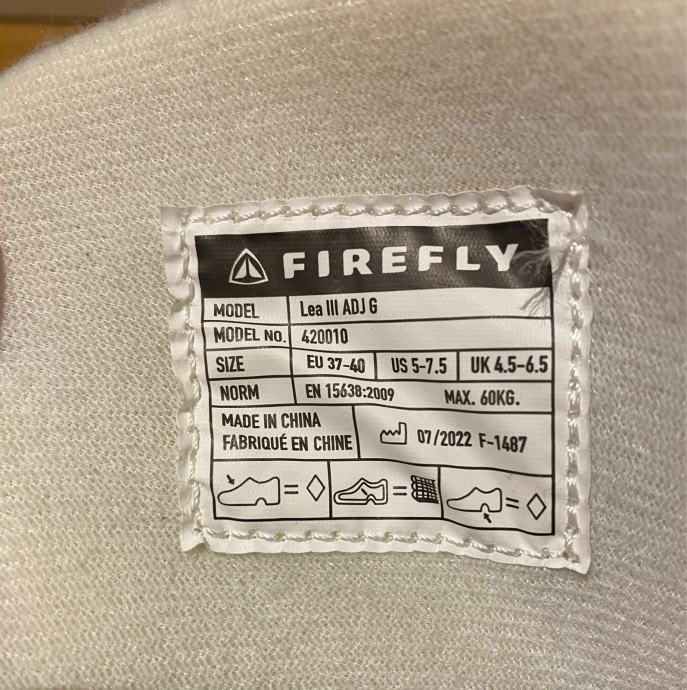 FIREFLY
MODEL Lea III ADJ G
MODEL NO. 420010
SIZE EU 37-40 US 5-7.5 UK 4.5-6.5
NORM EN 15638:2009 MAX. 60KG.
MADE IN CHINA
FABRIQUÉ EN CHINE
07/2022 F-1487
= = =